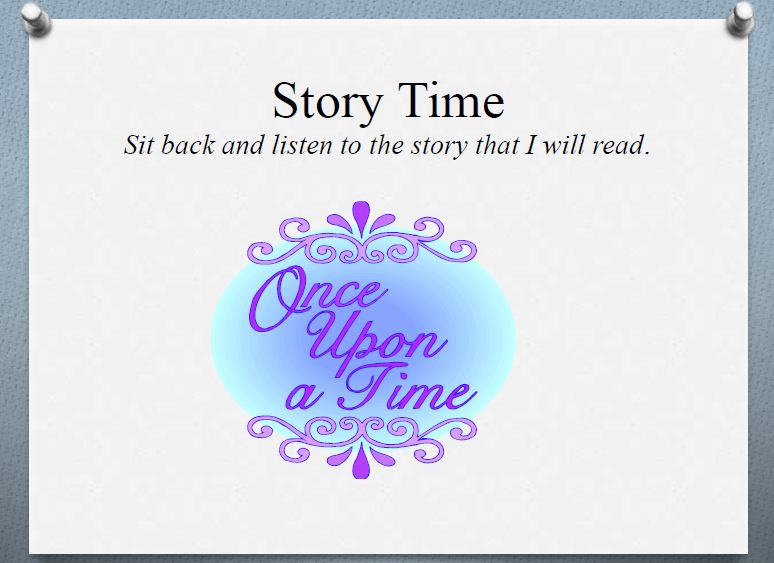 Story Time
Sit back and listen to the story that I will read.
Once
Upon
a Time